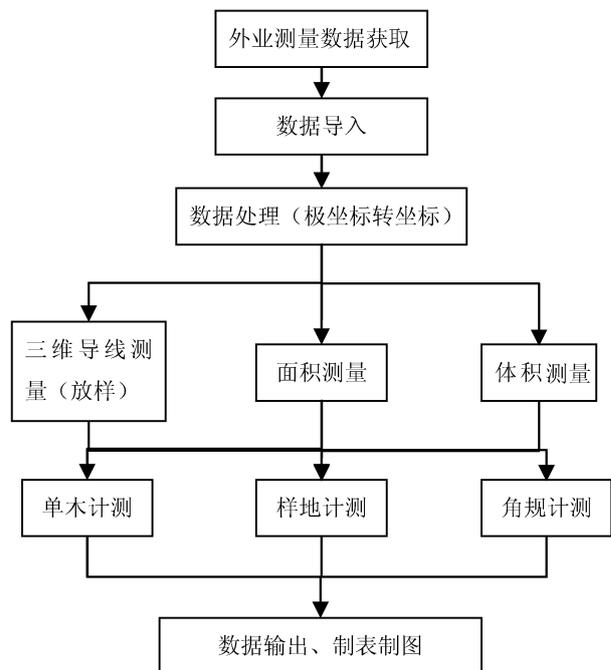 外业测量数据获取
数据导入
数据处理（极坐标转坐标）
三维导线测
量（放样）
面积测量
体积测量
单木计测
样地计测
角规计测
数据输出、制表制图